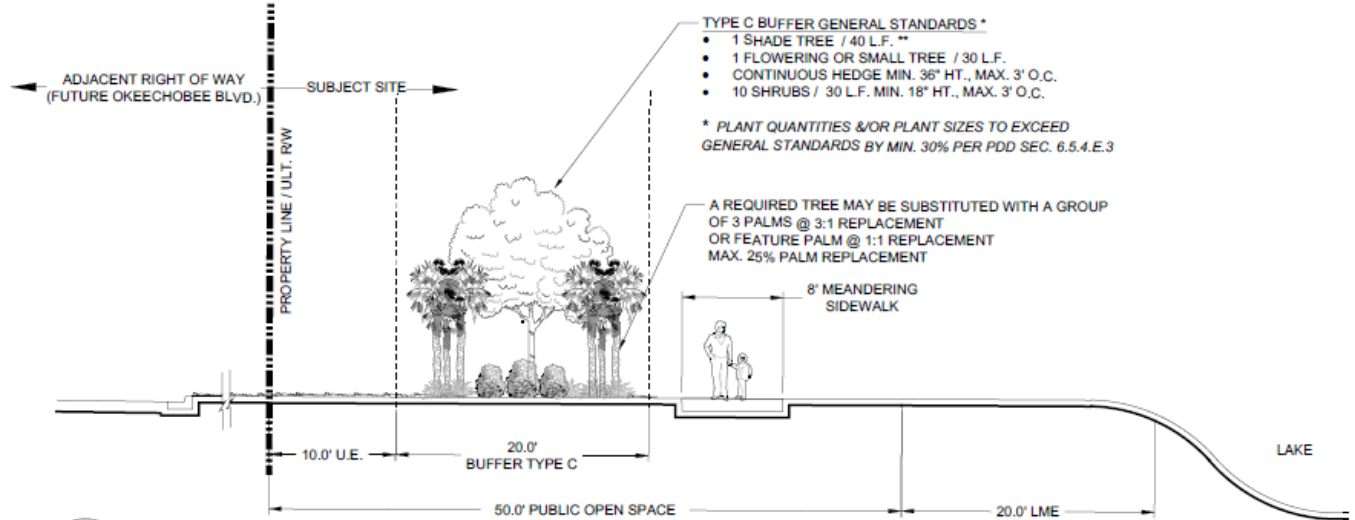 TYPE C BUFFER GENERAL STANDARDS *
• 1 SHADE TREE / 40 L.F. **
• 1 FLOWERING OR SMALL TREE / 30 L.F.
• CONTINUOUS HEDGE MIN. 36" HT., MAX. 3' O.C.
• 10 SHRUBS / 30 L.F. MIN. 18" HT., MAX. 3' O.C.
* PLANT QUANTITIES &/OR PLANT SIZES TO EXCEED
GENERAL STANDARDS BY MIN. 30% PER PDD SEC. 6.5.4.E.3
ADJACENT RIGHT OF WAY
(FUTURE OKEECHOBEE BLVD.)
SUBJECT SITE
PROPERTY LINE / ULT. R/W
A REQUIRED TREE MAY BE SUBSTITUTED WITH A GROUP
OF 3 PALMS @ 3:1 REPLACEMENT
OR FEATURE PALM @ 1:1 REPLACEMENT
MAX. 25% PALM REPLACEMENT
8' MEANDERING
SIDEWALK
LAKE
10.0' U.E.
20.0'
BUFFER TYPE C
50.0' PUBLIC OPEN SPACE
20.0' LME